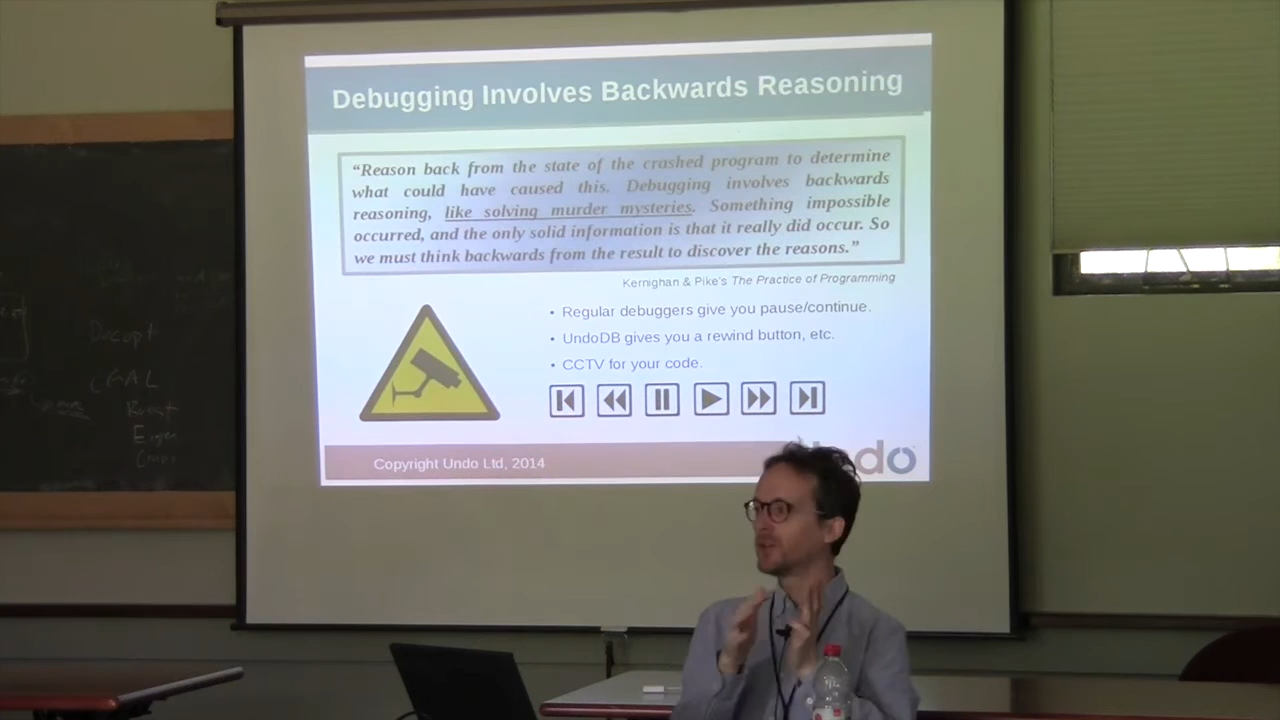 Debugging Involves Backwards Reasoning
“Reason back from the state of the crashed program to determine
what could have caused this. Debugging involves backwards
reasoning, like solving murder mysteries. Something impossible
occurred, and the only solid information is that it really did occur. So
we must think backwards from the result to discover the reasons.”
Kernighan & Pike's The Practice of Programming
• Regular debuggers give you pause/continue.
• UndoDB gives you a rewind button, etc.
• CCTV for your code.
Copyright Undo Ltd, 2014